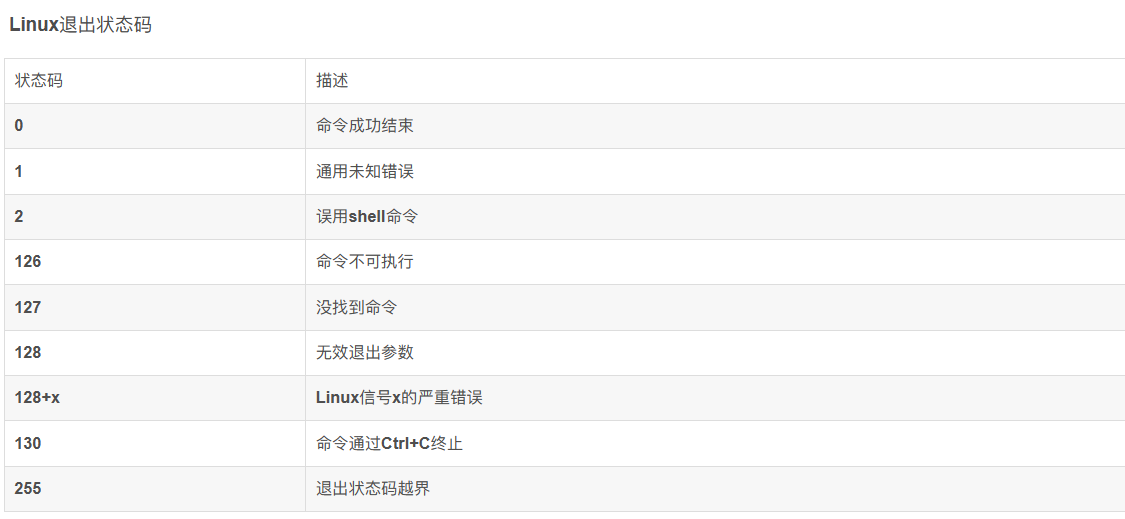 Linux退出状态码
状态码 描述
0 命令成功结束
1 通用未知错误
2 误用shell命令
126 命令不可执行
127 没找到命令
128 无效退出参数
128+x Linux信号x的严重错误
130 命令通过Ctrl+C终止
255 退出状态码越界